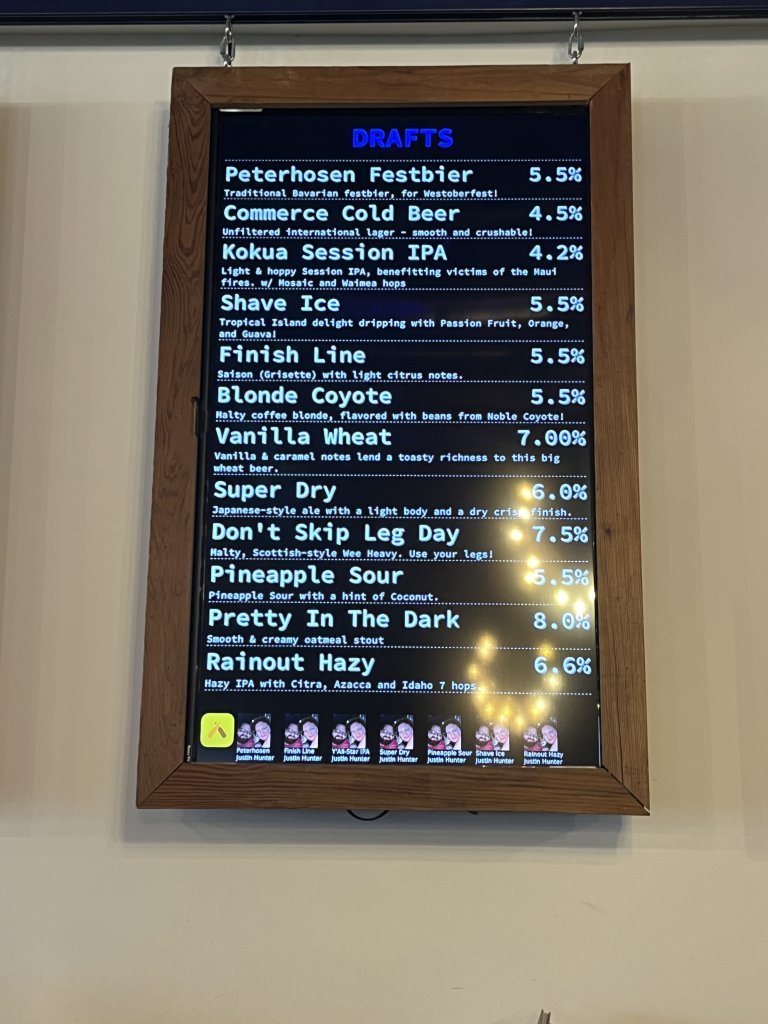 DRAFTS
Peterhosen Festbier 5.5%
Traditional Bavarian festbier, for Westoberfest!
Commerce Cold Beer 4.5%
Unfiltered international lager - smooth and crushable!
Kokua Session IPA 4.2%
Light & hoppy Session IPA, benefitting victims of the Maui
fires. w/ Mosaic and Waimea hops
Shave Ice 5.5%
Tropical Island delight dripping with Passion Fruit, Orange,
and Guava!
Finish Line 5.5%
Saison (Grisette) with light citrus notes.
Blonde Coyote 5.5%
Malty coffee blonde, flavored with beans from Noble Coyote!
Vanilla Wheat 7.00%
Vanilla & caramel notes lend a toasty richness to this big
wheat beer.
Super Dry 6.0%
Japanese-style ale with a light body and a dry crisp finish.
Don't Skip Leg Day 7.5%
Malty, Scottish-style Wee Heavy. Use your legs!
Pineapple Sour
Pineapple Sour with a hint of Coconut.
Pretty In The Dark 8.0%
Smooth & creamy oatmeal stout
Rainout Hazy 6.6%
Hazy IPA with Citra, Azacca and Idaho 7 hops.
Peterhosen Finish Line Y'All-Star IPA Super Dry Pineapple Sour Shave Ice Rainout Hazy
Justin Hunter Justin Hunter Justin Hunter Justin Hunter Justin Hunter Justin Hunter Justin Hunter